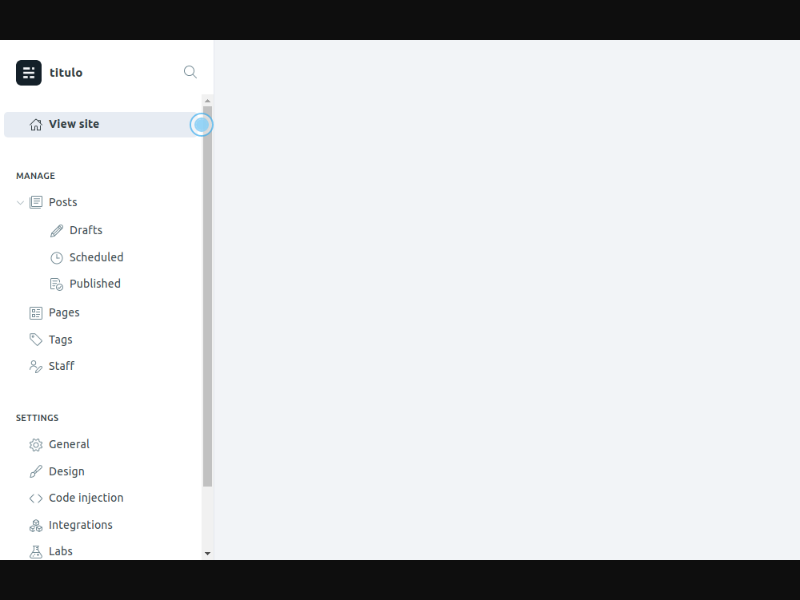 titulo
View site
MANAGE
Posts
Drafts
Scheduled
Published
Pages
Tags
Staff
SETTINGS
General
Design
Code injection
Integrations
Labs